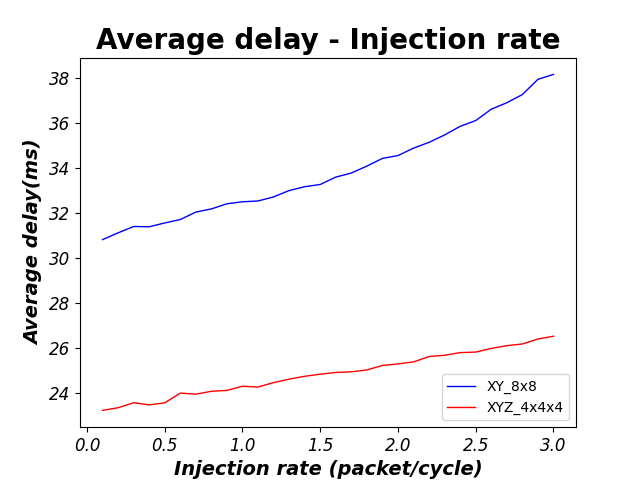 Average delay - Injection rate
Average delay(ms)
38
36
34
32
30
28
26
24
XY_8x8
XYZ_4x4x4
0.0 0.5 1.0 1.5 2.0 2.5 3.0
Injection rate (packet/cycle)